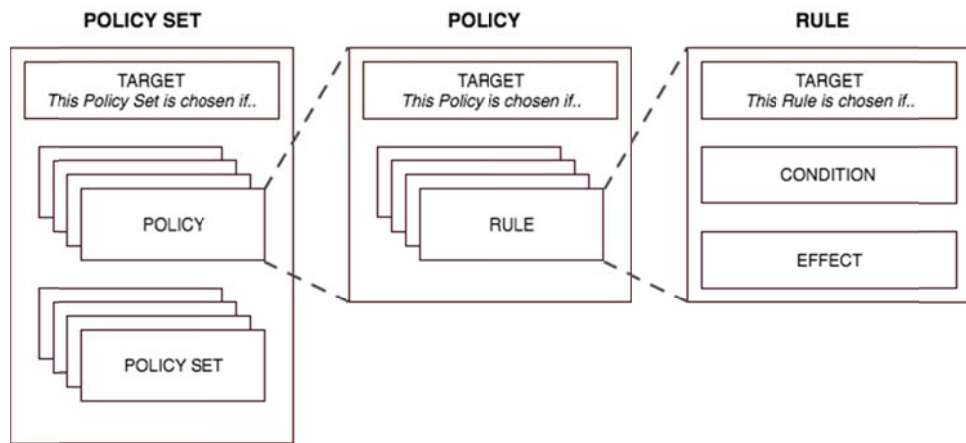 POLICY SET
TARGET
This Policy Set is chosen if..
POLICY
POLICY SET
POLICY
TARGET
This Policy is chosen if..
RULE
RULE
TARGET
This Rule is chosen if..
CONDITION
EFFECT